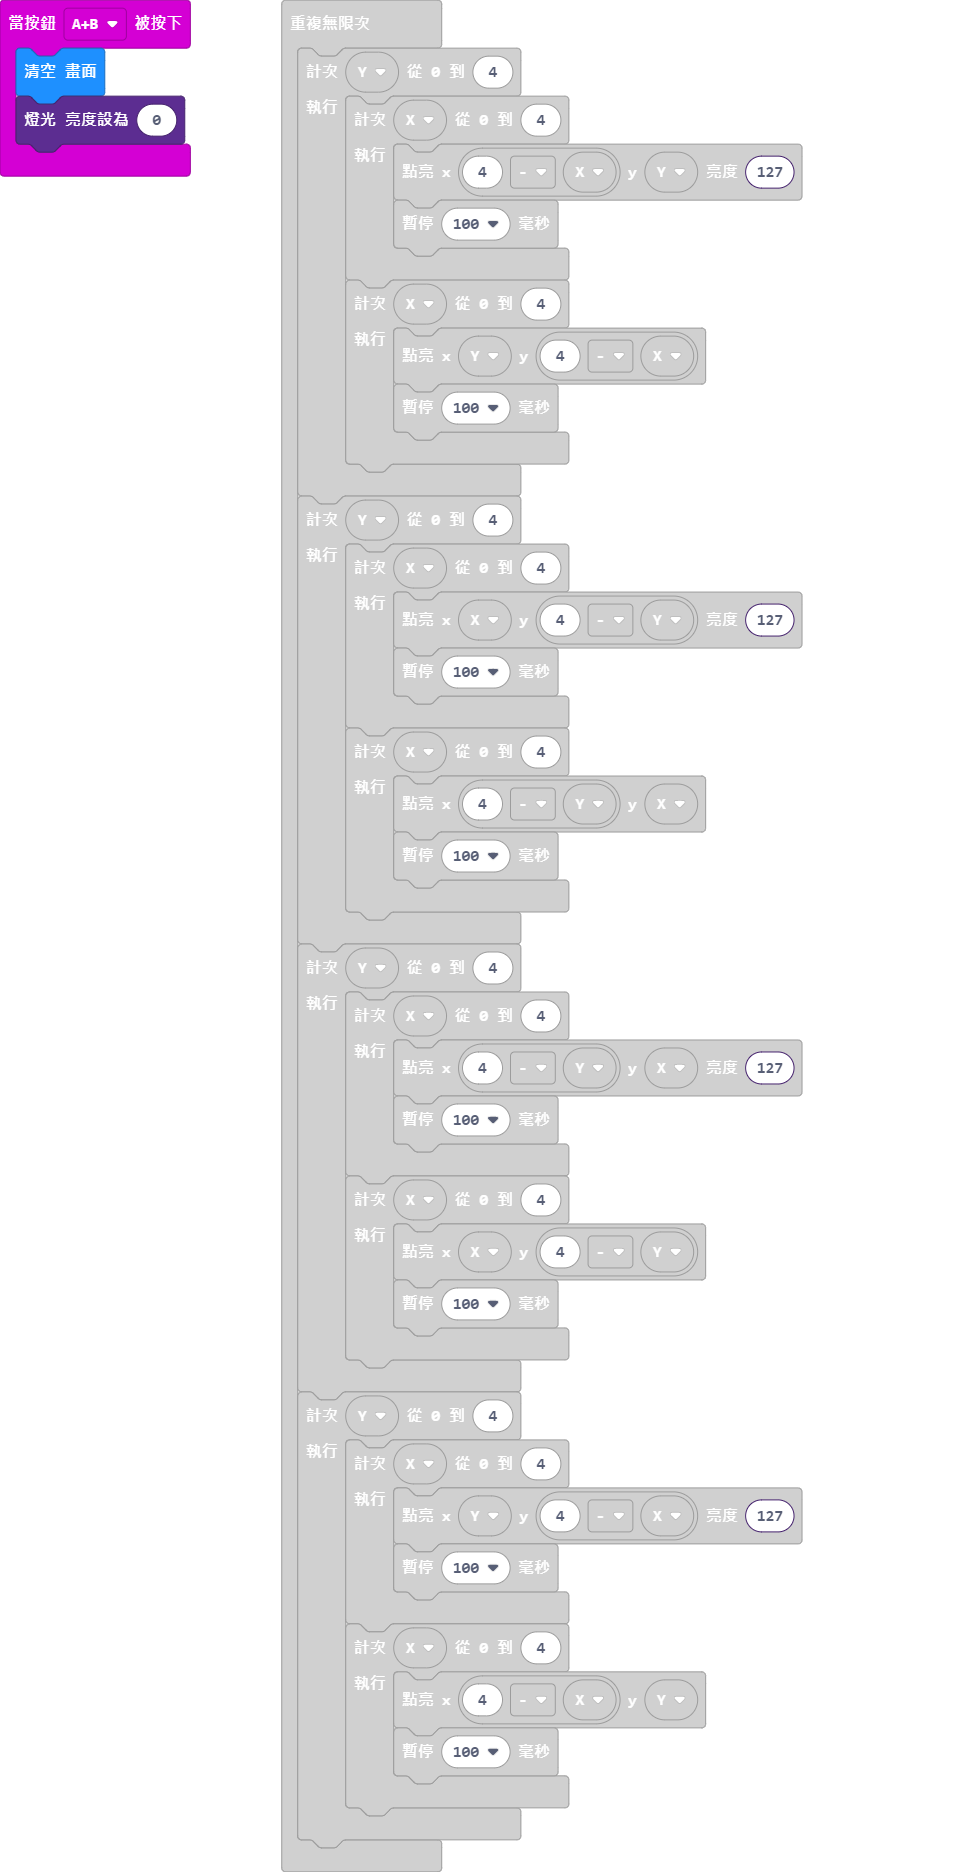 當按鈕 A+B 被按下
清空 畫面
燈光 亮度設為 0
重複無限次
計次 Y 從 0 到 4
執行
計次 X 從 0 到 4
執行
點亮 x 4 - X y Y 亮度 127
暫停 100 毫秒
計次 X 從 0 到 4
執行
點亮 x Y y 4 - X
暫停 100 毫秒
計次 Y 從 0 到 4
執行
計次 X 從 0 到 4
執行
點亮 x X y 4 - Y 亮度 127
暫停 100 毫秒
計次 X 從 0 到 4
執行
點亮 x 4 - Y y X
暫停 100 毫秒
計次 Y 從 0 到 4
執行
計次 X 從 0 到 4
執行
點亮 x 4 - Y y X 亮度 127
暫停 100 毫秒
計次 X 從 0 到 4
執行
點亮 x X y 4 - Y
暫停 100 毫秒
計次 Y 從 0 到 4
執行
計次 X 從 0 到 4
執行
點亮 x Y y 4 - X 亮度 127
暫停 100 毫秒
計次 X 從 0 到 4
執行
點亮 x 4 - X y Y
暫停 100 毫秒